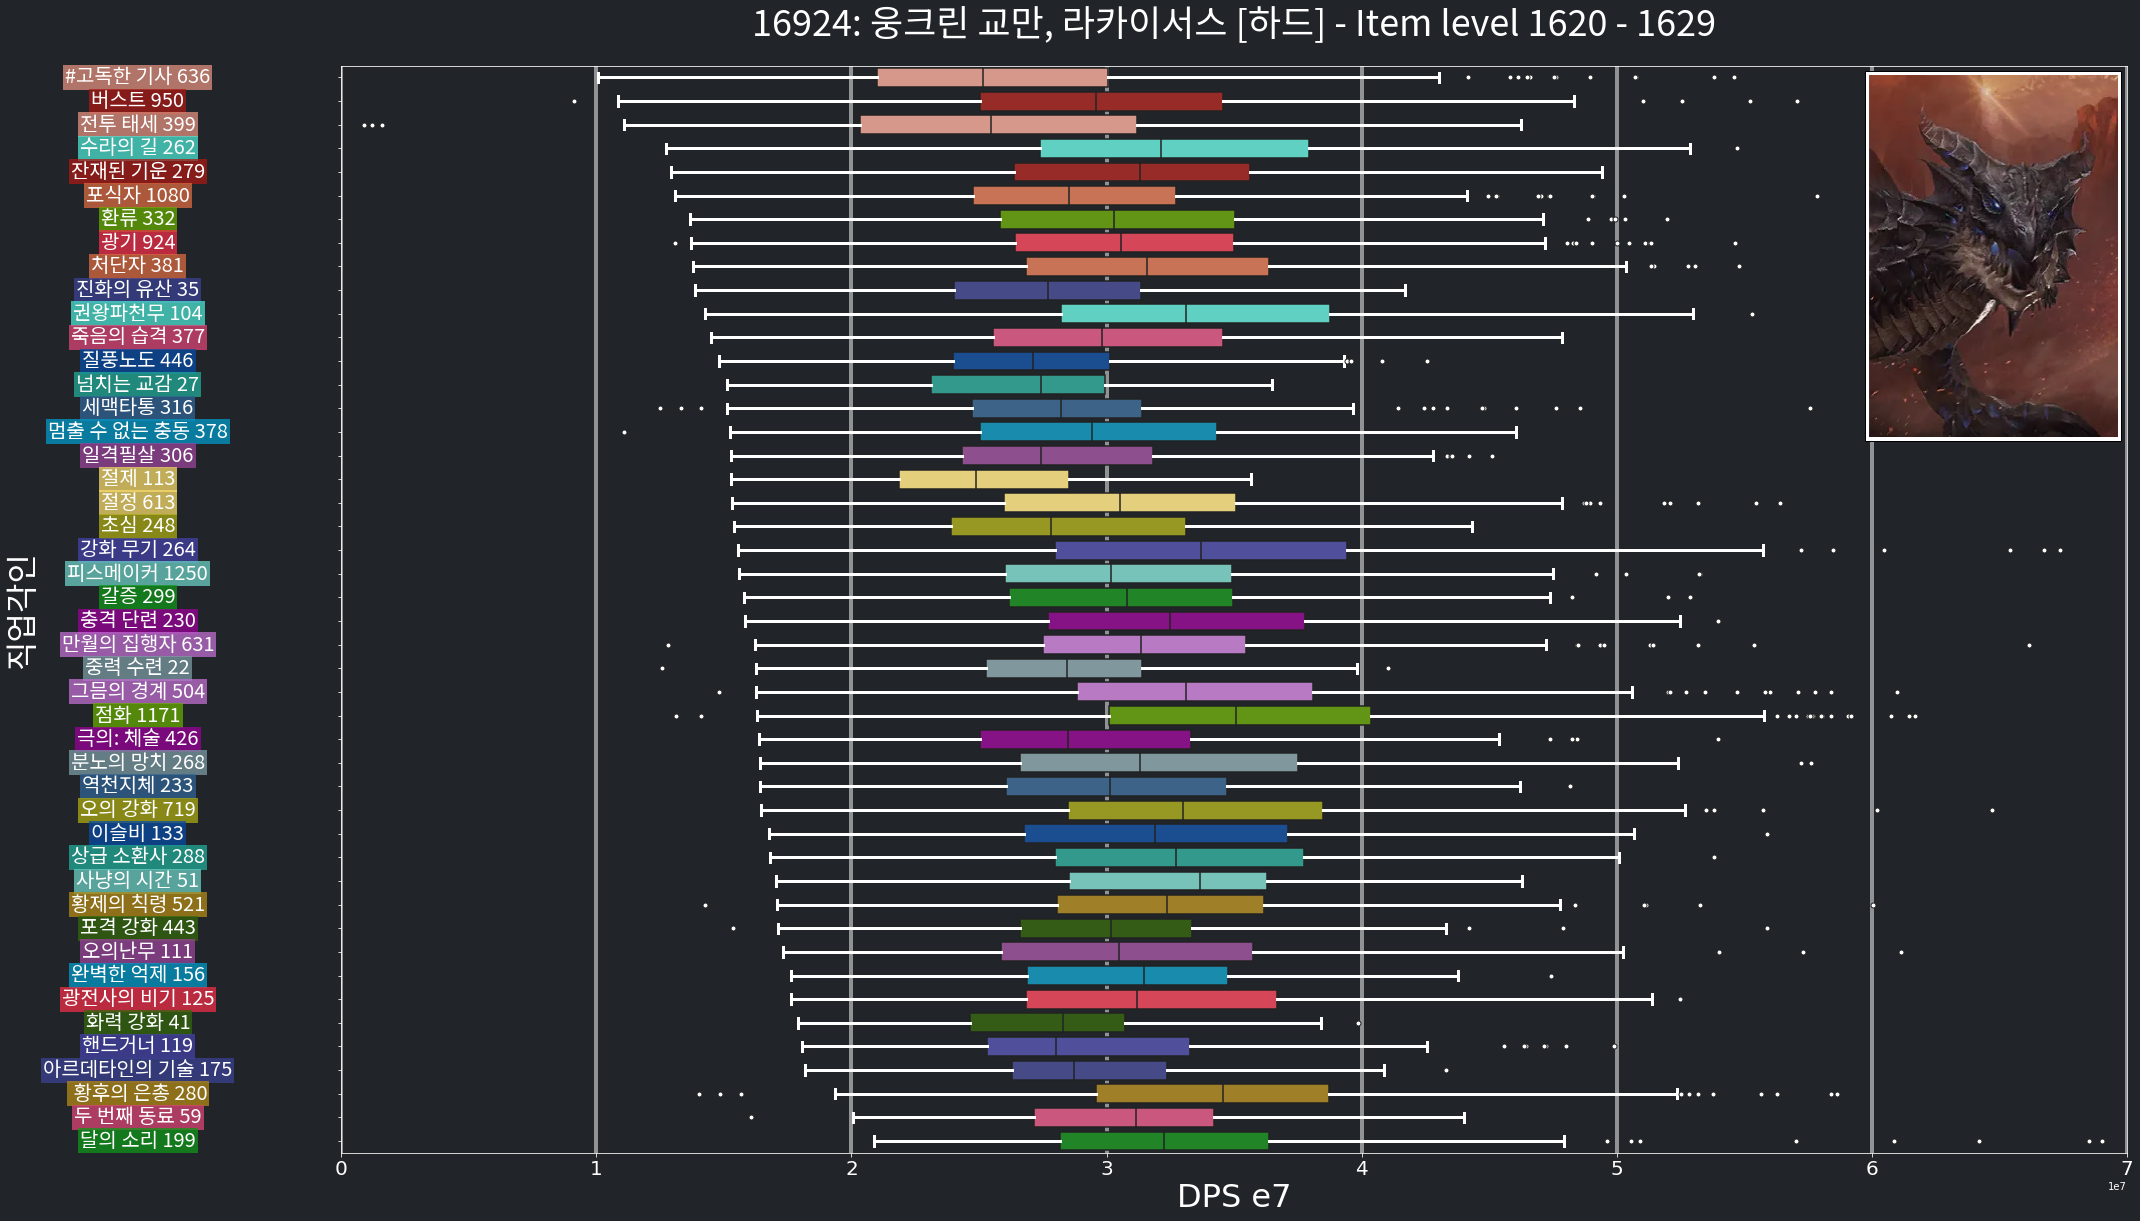 16924: 웅크린 교만, 라카이서스 [하드] - Item level 1620 - 1629
직업각인
#고독한 기사 636
버스트 950
전투 태세 399
수라의 길 262
잔재된 기운 279
포식자 1080
환류 332
광기 924
처단자 381
진화의 유산 35
권왕파천무 104
죽음의 습격 377
질풍노도 446
넘치는 교감 27
세맥타통 316
멈출 수 없는 충동 378
일격필살 306
절제 113
절정 613
초심 248
강화 무기 264
피스메이커 1250
갈증 299
충격 단련 230
만월의 집행자 631
중력 수련 22
그믐의 경계 504
점화 1171
극의: 체술 426
분노의 망치 268
역천지체 233
오의 강화 719
이슬비 133
상급 소환사 288
사냥의 시간 51
황제의 칙령 521
포격 강화 443
오의난무 111
완벽한 억제 156
광전사의 비기 125
화력 강화 41
핸드거너 119
아르데타인의 기술 175
황후의 은총 280
두 번째 동료 59
달의 소리 199
0 1 2 3 4 5 6 7
DPS e7
1e7